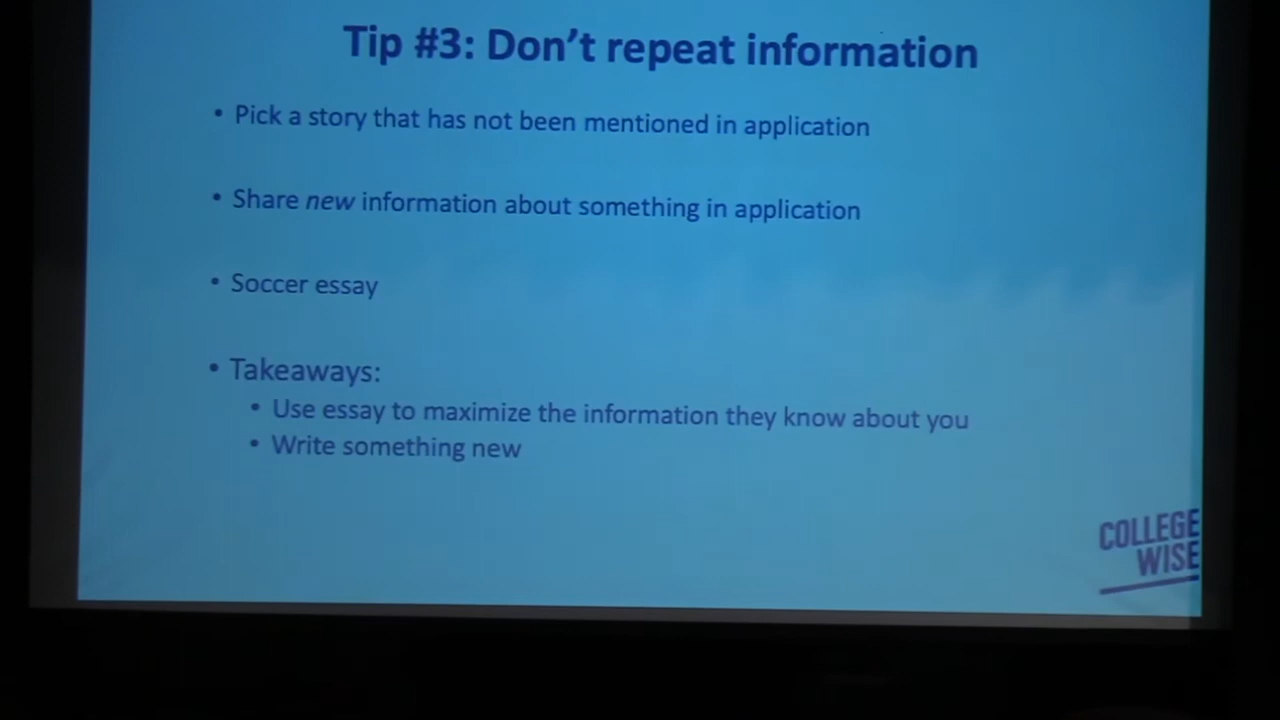 Tip #3: Don't repeat information
• Pick a story that has not been mentioned in application
• Share new information about something in application
• Soccer essay
• Takeaways:
• Use essay to maximize the information they know about you
• Write something new
COLLEGE
WISE